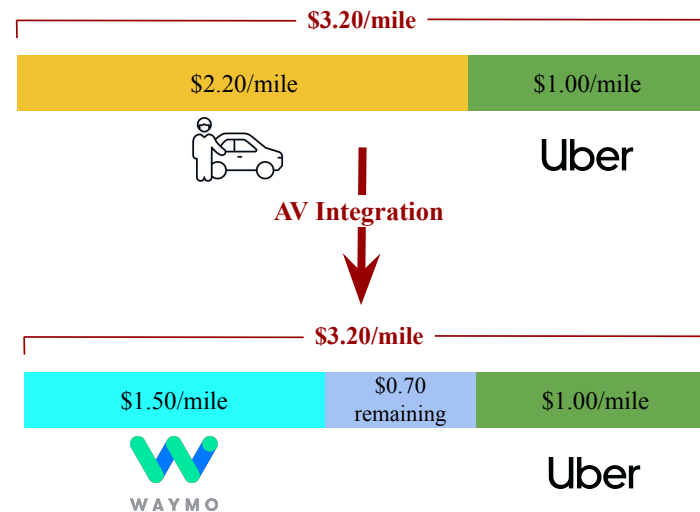 $3.20/mile
$2.20/mile
$1.00/mile
Uber
AV Integration
$3.20/mile
$1.50/mile
$0.70
remaining
$1.00/mile
WAYMO
Uber